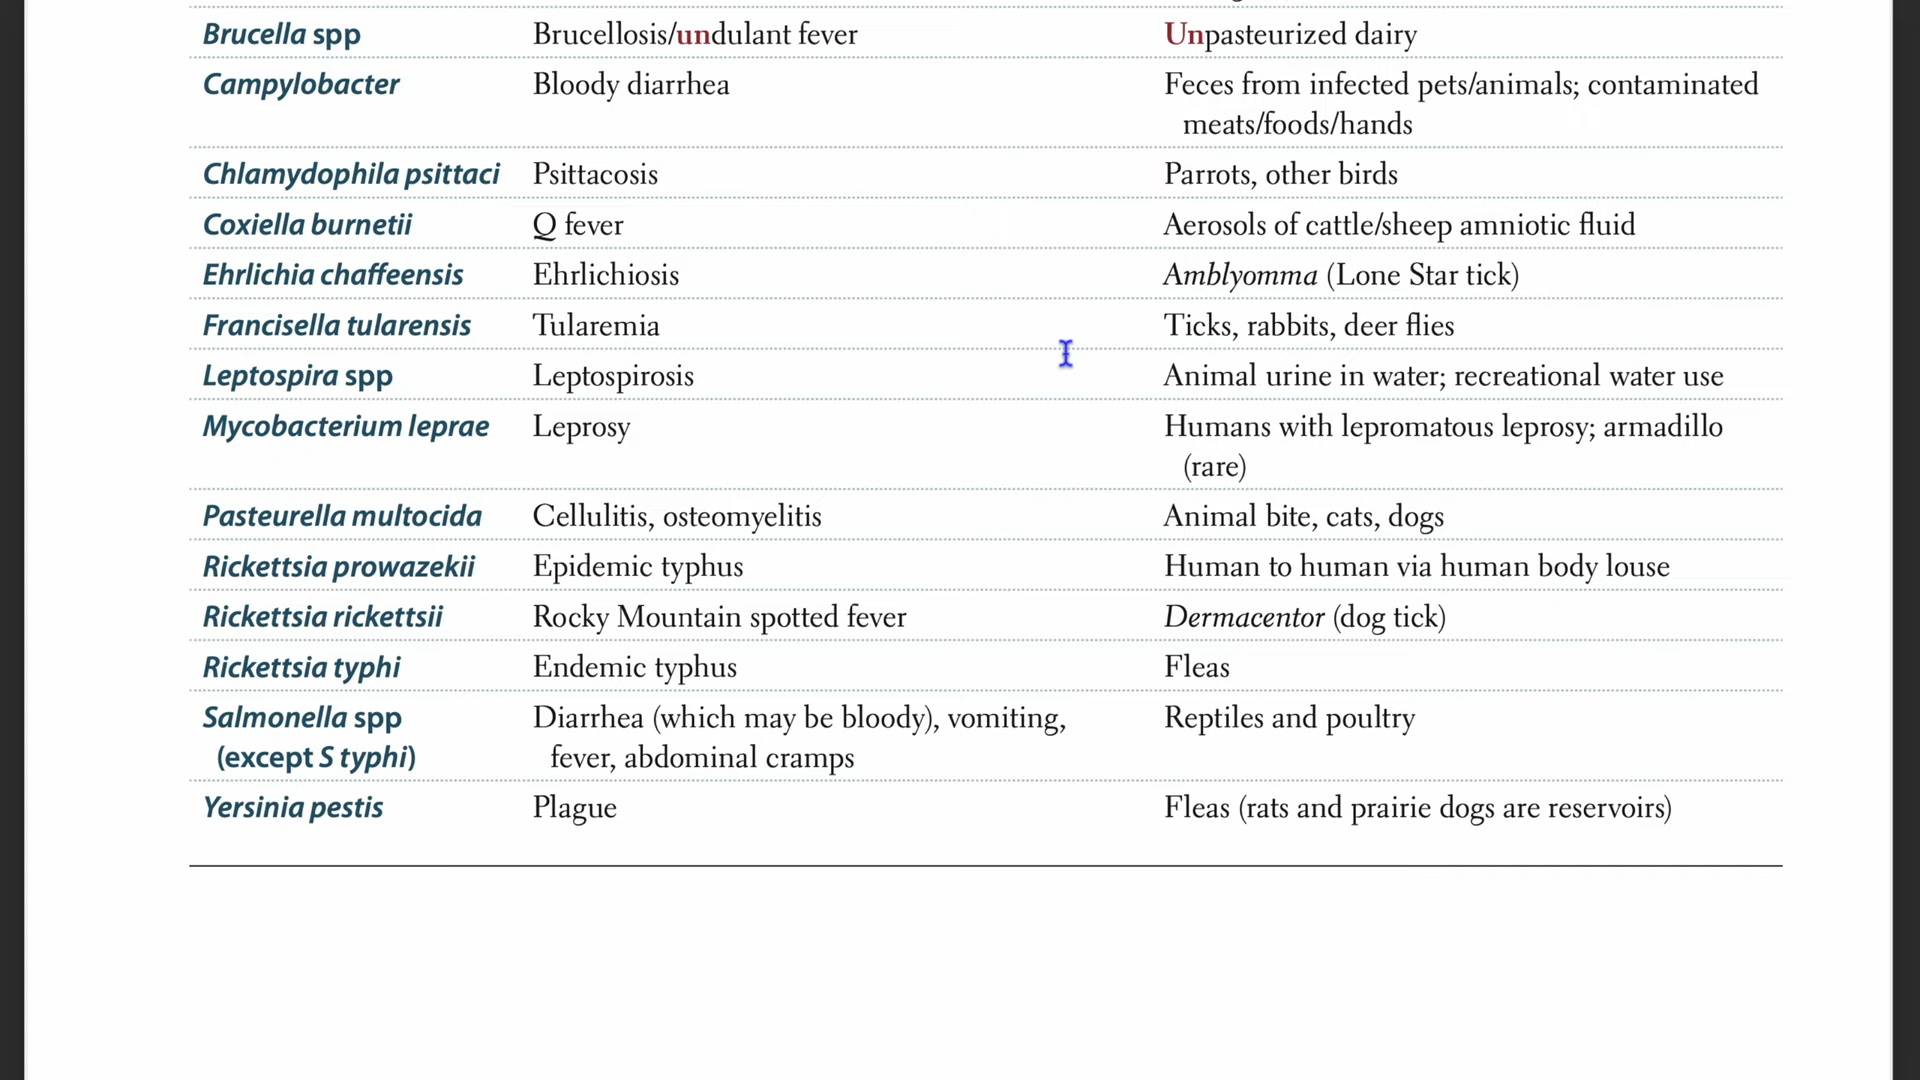 Brucella spp Brucellosis/undulant fever Unpasteurized dairy
Campylobacter Bloody diarrhea Feces from infected pets/animals; contaminated
meats/foods/hands
Chlamydophila psittaci Psittacosis Parrots, other birds
Coxiella burnetii Q fever Aerosols of cattle/sheep amniotic fluid
Ehrlichia chaffeensis Ehrlichiosis Amblyomma (Lone Star tick)
Francisella tularensis Tularemia Ticks, rabbits, deer flies
Leptospira spp Leptospirosis Animal urine in water; recreational water use
Mycobacterium leprae Leprosy Humans with lepromatous leprosy; armadillo
(rare)
Pasteurella multocida Cellulitis, osteomyelitis Animal bite, cats, dogs
Rickettsia prowazekii Epidemic typhus Human to human via human body louse
Rickettsia rickettsii Rocky Mountain spotted fever Dermacentor (dog tick)
Rickettsia typhi Endemic typhus Fleas
Salmonella spp Diarrhea (which may be bloody), vomiting, Reptiles and poultry
(except S typhi) fever, abdominal cramps
Yersinia pestis Plague Fleas (rats and prairie dogs are reservoirs)